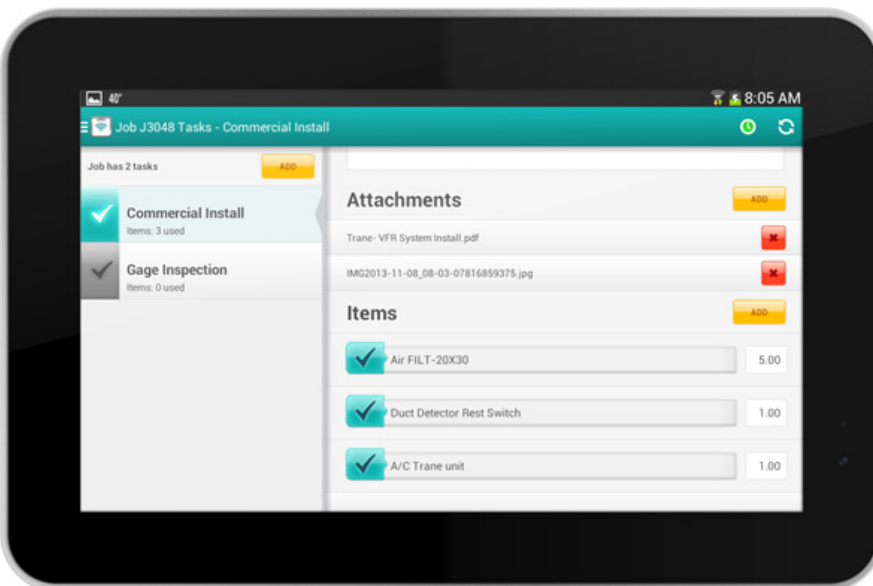 40°
8:05 AM
Job J3048 Tasks - Commercial Install
Job has 2 tasks
ADD
Commercial Install
Items: 3 used
Gage Inspection
Items: 0 used
Attachments
ADD
Trane- VFR System Install.pdf
IMG2013-11-08_08-03-07816859375.jpg
Items
ADD
Air FILT-20X30
5.00
Duct Detector Rest Switch
1.00
A/C Trane unit
1.00